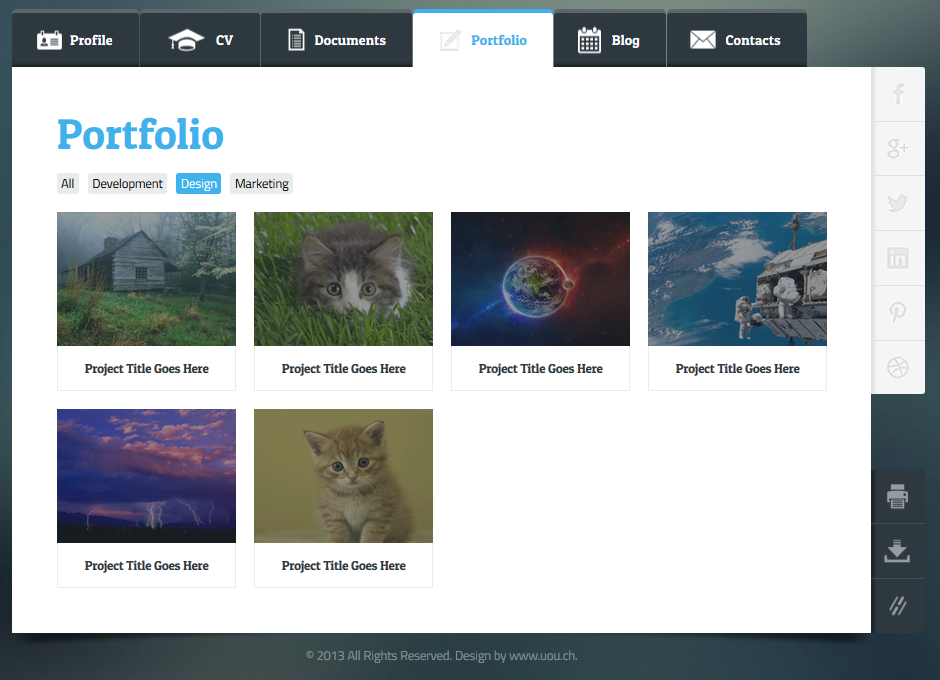 Profile CV Documents Portfolio Blog Contacts
Portfolio
All Development Design Marketing
Project Title Goes Here Project Title Goes Here Project Title Goes Here Project Title Goes Here
Project Title Goes Here Project Title Goes Here
© 2013 All Rights Reserved. Design by www.uou.ch.